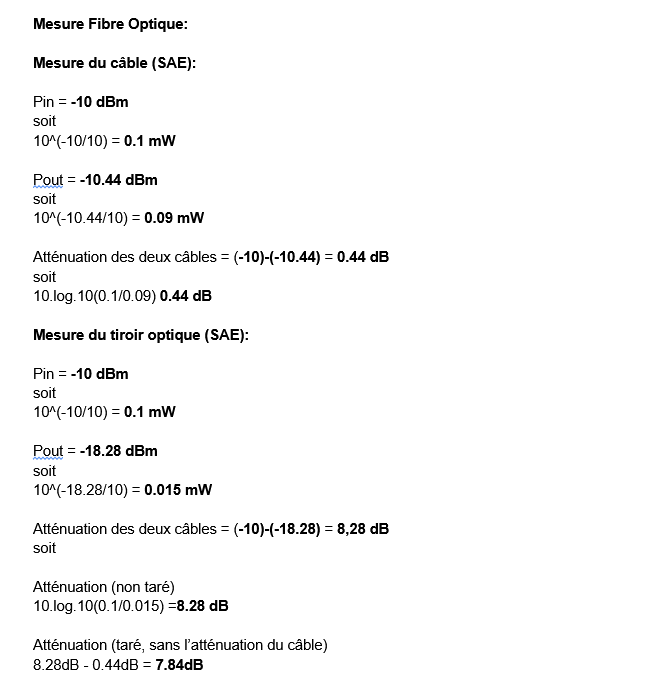 Mesure Fibre Optique:
Mesure du câble (SAE):
Pin = -10 dBm
soit
10^(-10/10) = 0.1 mW
Pout = -10.44 dBm
soit
10^(-10.44/10) = 0.09 mW
Atténuation des deux câbles = (-10)-(-10.44) = 0.44 dB
soit
10.log.10(0.1/0.09) 0.44 dB
Mesure du tiroir optique (SAE):
Pin = -10 dBm
soit
10^(-10/10) = 0.1 mW
Pout = -18.28 dBm
soit
10^(-18.28/10) = 0.015 mW
Atténuation des deux câbles = (-10)-(-18.28) = 8,28 dB
soit
Atténuation (non taré)
10.log.10(0.1/0.015) =8.28 dB
Atténuation (taré, sans l’atténuation du câble)
8.28dB - 0.44dB = 7.84dB